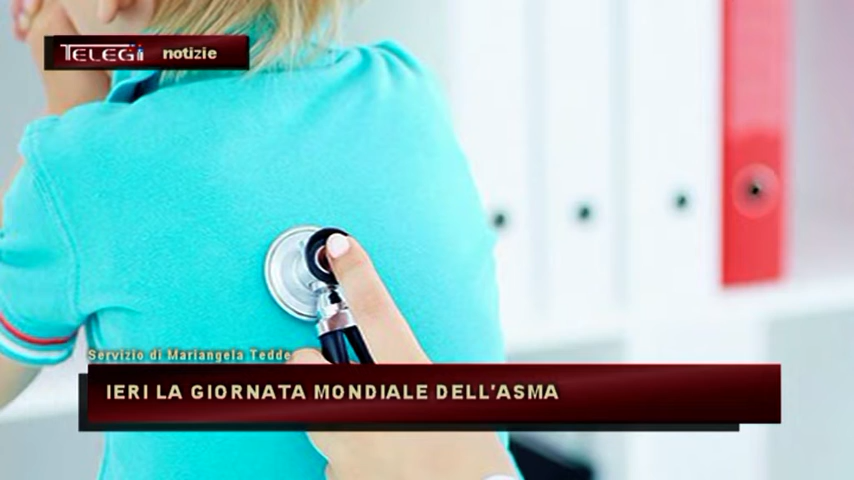 TELEGI notizie
Servizio di Mariangela Tedde
IERI LA GIORNATA MONDIALE DELL'ASMA